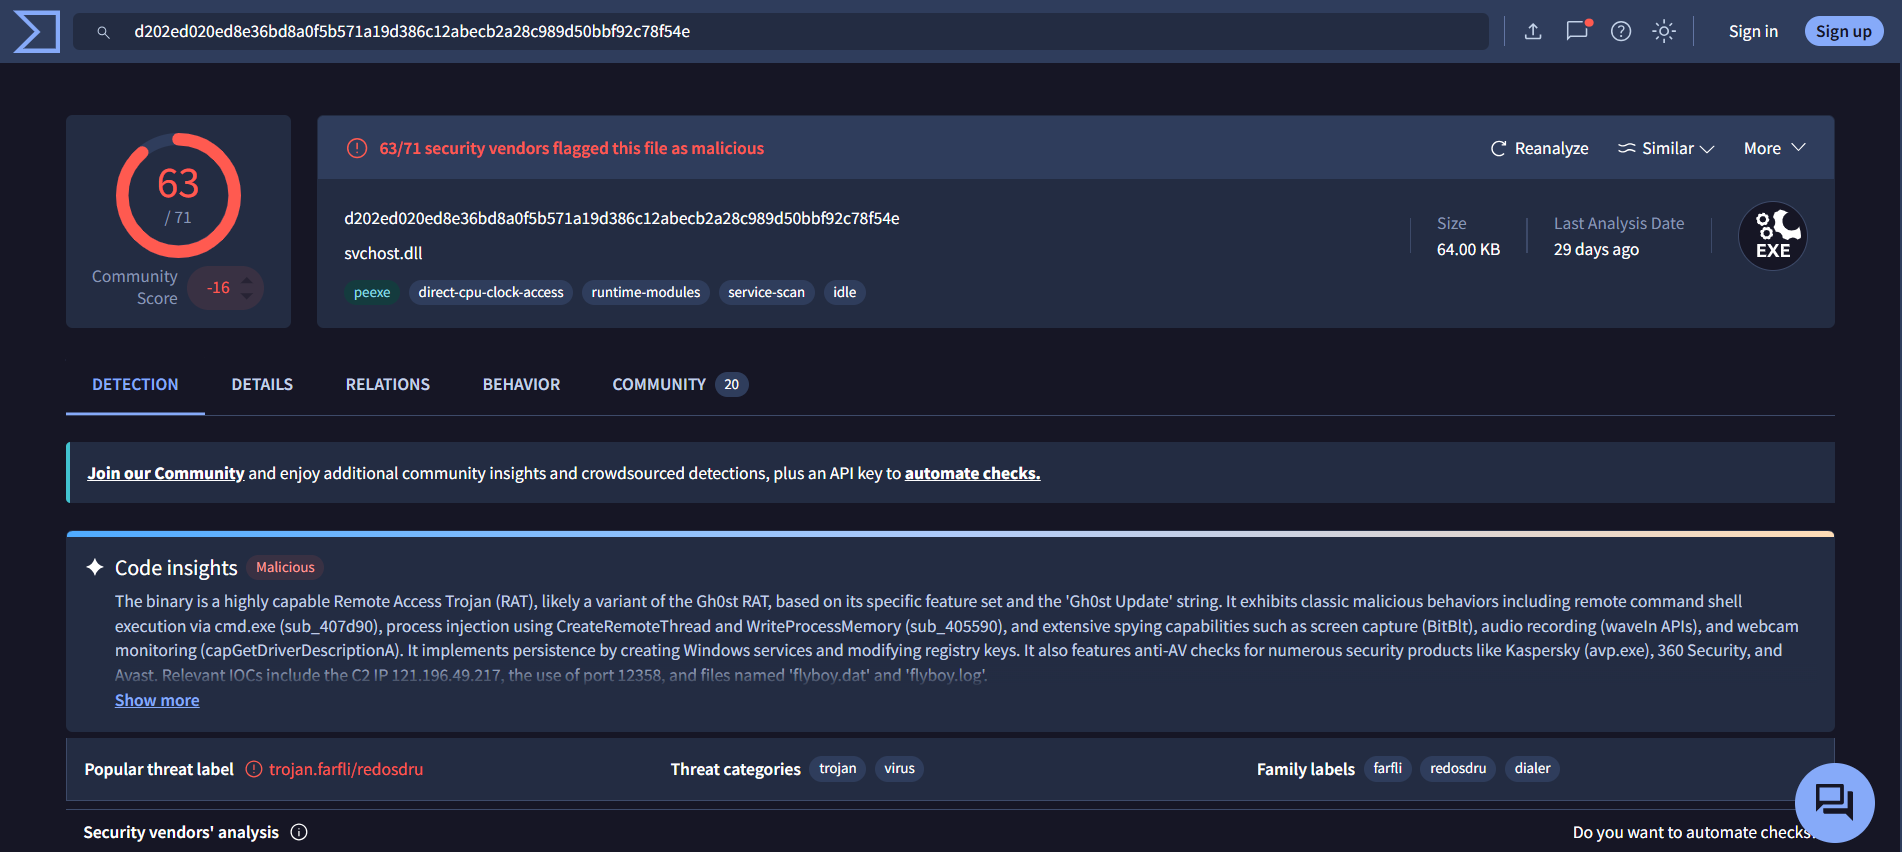 d202ed020ed8e36bd8a0f5b571a19d386c12abecb2a28c989d50bbf92c78f54e
Sign in
Sign up
63
/ 71
Community
Score
-16
63/71 security vendors flagged this file as malicious
Reanalyze
Similar
More
d202ed020ed8e36bd8a0f5b571a19d386c12abecb2a28c989d50bbf92c78f54e
svchost.dll
peexe direct-cpu-clock-access runtime-modules service-scan idle
Size
64.00 KB
Last Analysis Date
29 days ago
EXE
DETECTION DETAILS RELATIONS BEHAVIOR COMMUNITY 20
Join our Community and enjoy additional community insights and crowdsourced detections, plus an API key to automate checks.
Code insights Malicious
The binary is a highly capable Remote Access Trojan (RAT), likely a variant of the Gh0st RAT, based on its specific feature set and the 'Gh0st Update' string. It exhibits classic malicious behaviors including remote command shell
execution via cmd.exe (sub_407d90), process injection using CreateRemoteThread and WriteProcessMemory (sub_405590), and extensive spying capabilities such as screen capture (BitBlt), audio recording (waveIn APIs), and webcam
monitoring (capGetDriverDescriptionA). It implements persistence by creating Windows services and modifying registry keys. It also features anti-AV checks for numerous security products like Kaspersky (avp.exe), 360 Security, and
Avast. Relevant IOCs include the C2 IP 121.196.49.217, the use of port 12358, and files named 'flyboy.dat' and 'flyboy.log'.
Show more
Popular threat label trojan.farfli/redosdru
Threat categories trojan virus
Family labels farfli redosdru dialer
Security vendors' analysis
Do you want to automate checks?